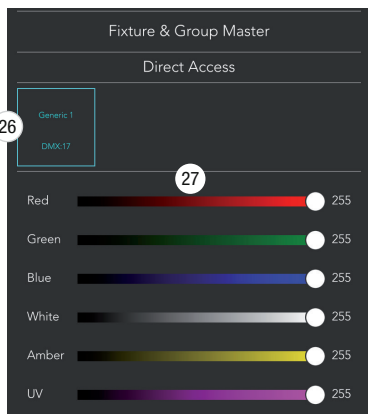 Fixture & Group Master
Direct Access
Generic 1
26
DMX:17
27
Red 255
Green 255
Blue 255
White 255
Amber 255
UV 255